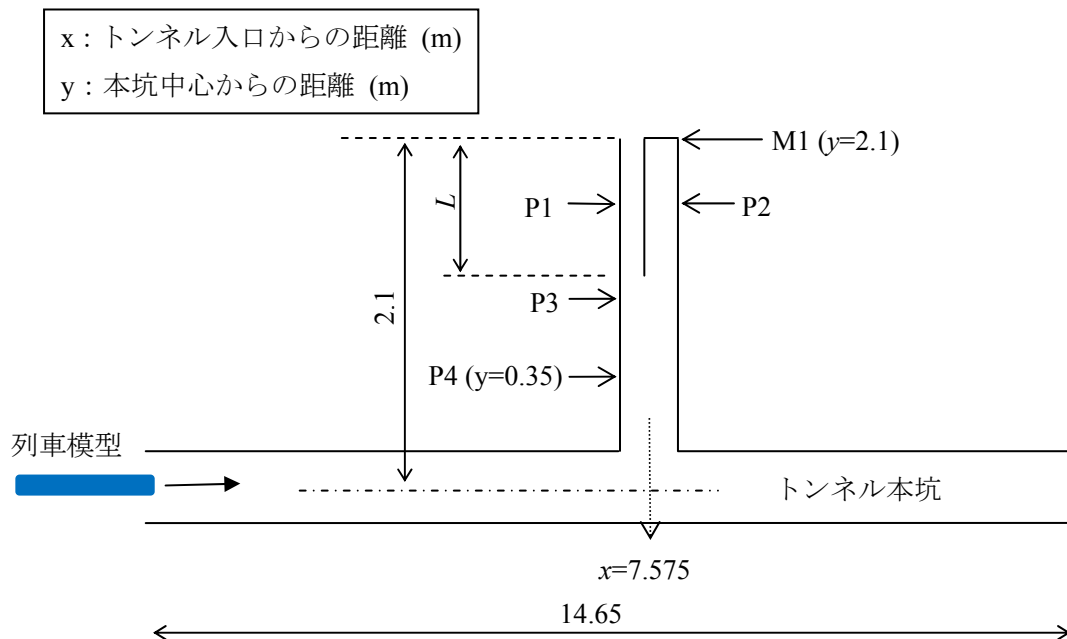 x：トンネル入口からの距離 (m)
y：本坑中心からの距離 (m)
M1 (y=2.1)
P1
P2
L
2.1
P3
P4 (y=0.35)
列車模型
トンネル本坑
x=7.575
14.65